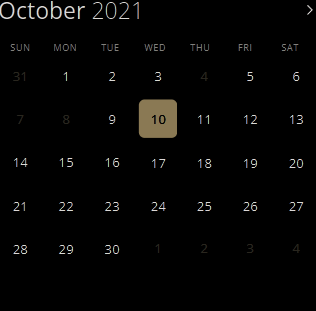 October 2021 >
SUN MON TUE WED THU FRI SAT
31 1 2 3 4 5 6
7 8 9 10 11 12 13
14 15 16 17 18 19 20
21 22 23 24 25 26 27
28 29 30 1 2 3 4